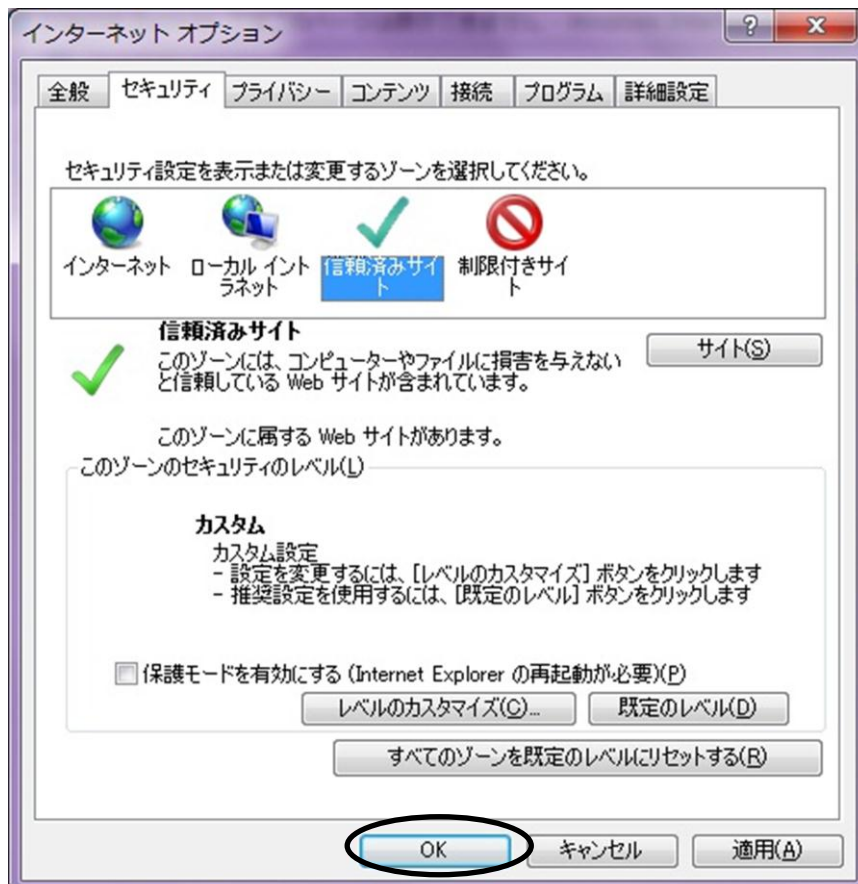 インターネット オプション
全般 セキュリティ プライバシー コンテンツ 接続 プログラム 詳細設定
セキュリティ設定を表示または変更するゾーンを選択してください。
インターネット
ローカル イント
ラネット
信頼済みサイ
ト
制限付きサイ
ト
信頼済みサイト
このゾーンには、コンピューターやファイルに損害を与えない
と信頼している Web サイトが含まれています。
サイト(S)
このゾーンに属する Web サイトがあります。
このゾーンのセキュリティのレベル(L)
カスタム
カスタム設定
- 設定を変更するには、[レベルのカスタマイズ] ボタンをクリックします
- 推奨設定を使用するには、[既定のレベル] ボタンをクリックします
保護モードを有効にする (Internet Explorer の再起動が必要)(P)
レベルのカスタマイズ(C)... 既定のレベル(D)
すべてのゾーンを既定のレベルにリセットする(R)
OK キャンセル 適用(A)